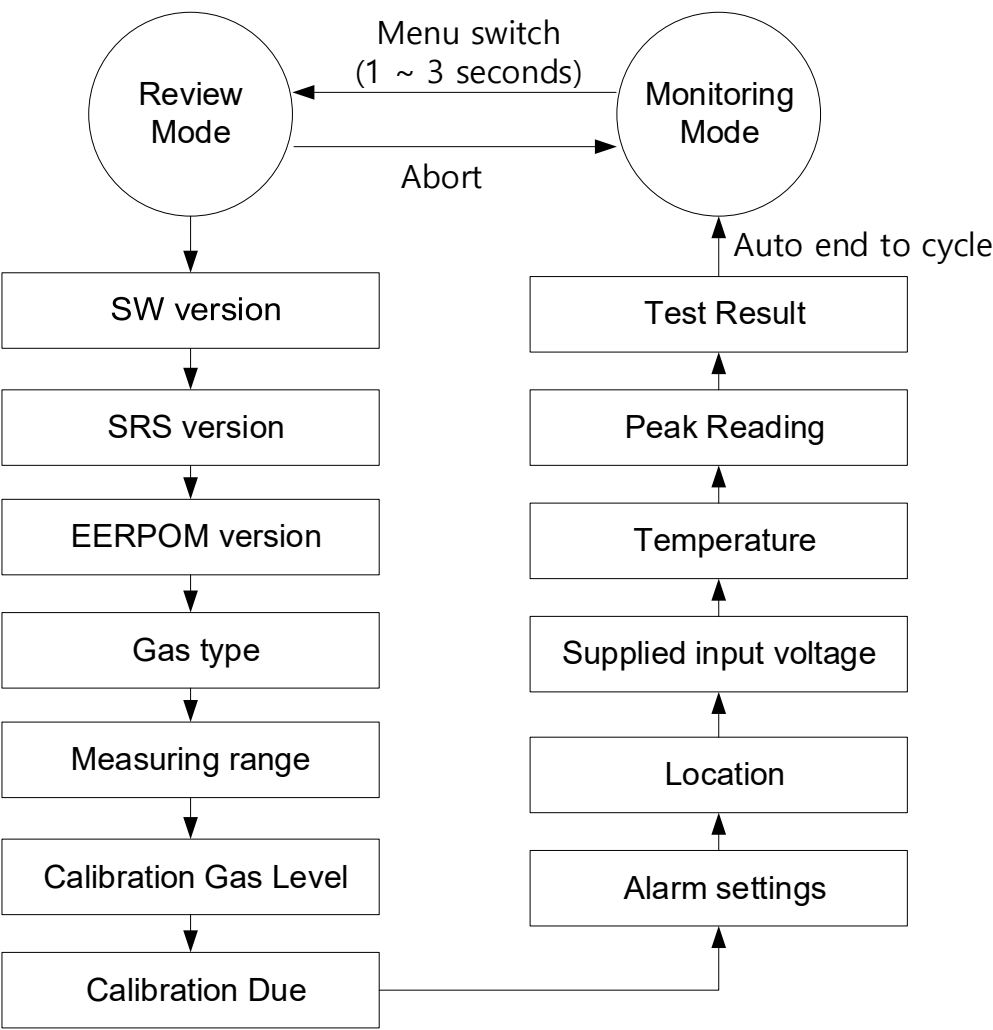 Menu switch
(1 ~ 3 seconds)
Review
Mode
Monitoring
Mode
Abort
Auto end to cycle
SW version
SRS version
EERPOM version
Gas type
Measuring range
Calibration Gas Level
Calibration Due
Test Result
Peak Reading
Temperature
Supplied input voltage
Location
Alarm settings